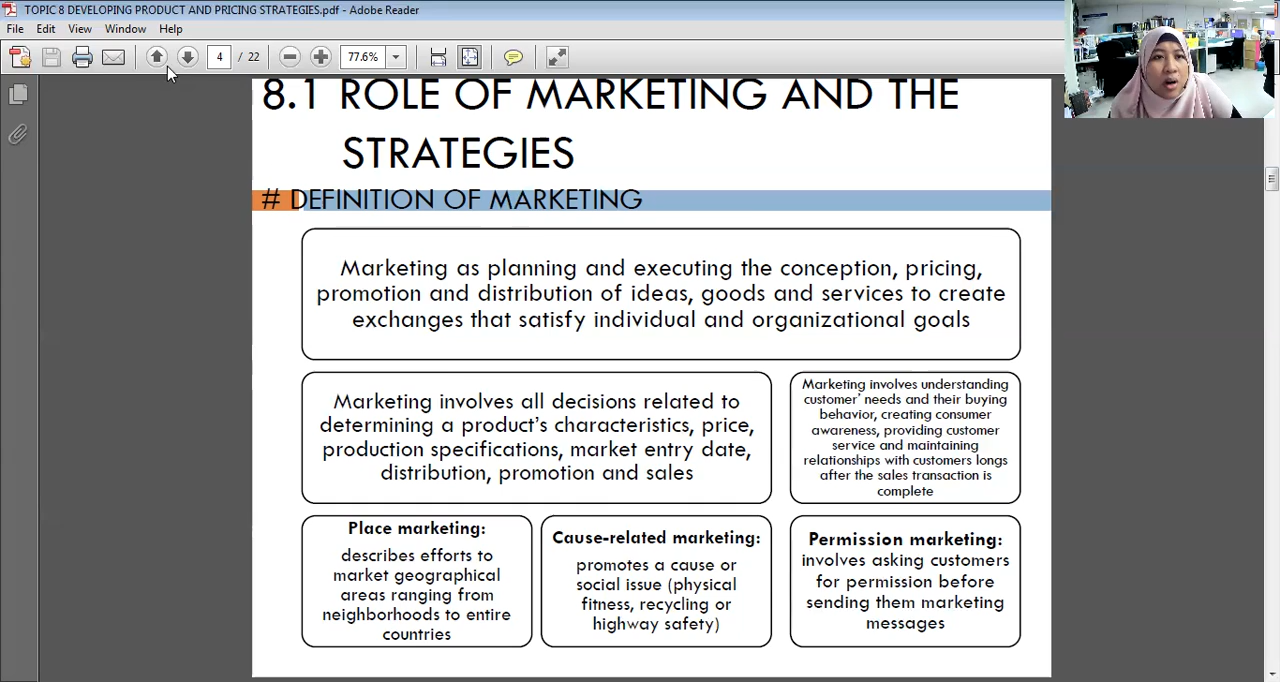 TOPIC 8 DEVELOPING PRODUCT AND PRICING STRATEGIES.pdf - Adobe Reader
File Edit View Window Help
4 / 22 77.6%
8.1 ROLE OF MARKETING AND THE
STRATEGIES
# DEFINITION OF MARKETING
Marketing as planning and executing the conception, pricing,
promotion and distribution of ideas, goods and services to create
exchanges that satisfy individual and organizational goals
Marketing involves all decisions related to
determining a product's characteristics, price,
production specifications, market entry date,
distribution, promotion and sales
Marketing involves understanding
customer' needs and their buying
behavior, creating consumer
awareness, providing customer
service and maintaining
relationships with customers longs
after the sales transaction is
complete
Place marketing:
describes efforts to
market geographical
areas ranging from
neighborhoods to entire
countries
Cause-related marketing:
promotes a cause or
social issue (physical
fitness, recycling or
highway safety)
Permission marketing:
involves asking customers
for permission before
sending them marketing
messages